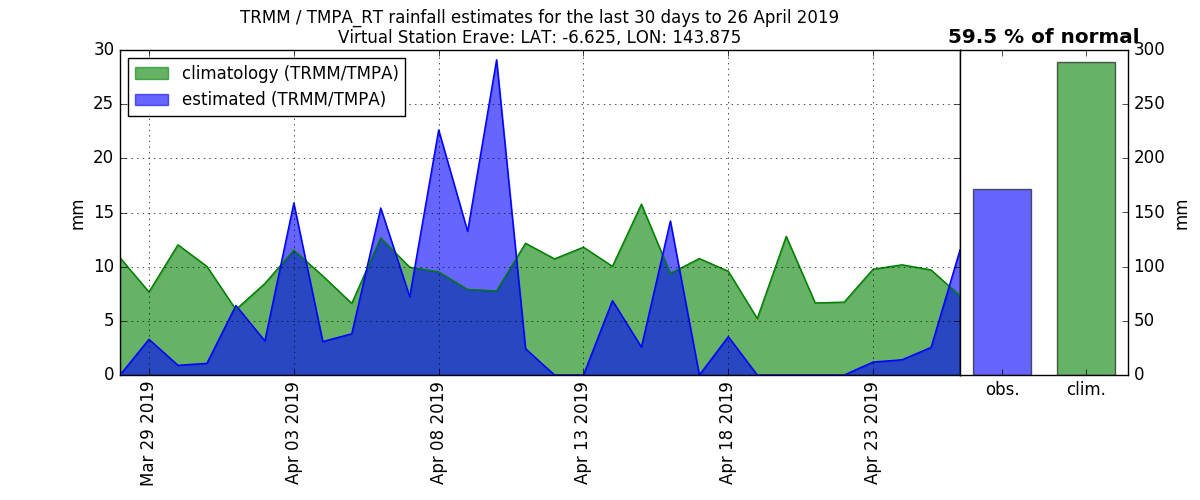 TRMM / TMPA_RT rainfall estimates for the last 30 days to 26 April 2019
Virtual Station Erave: LAT: -6.625, LON: 143.875
59.5 % of normal
climatology (TRMM/TMPA)
estimated (TRMM/TMPA)
30
25
20
15
10
5
0
mm
300
250
200
150
100
50
0
mm
Mar 29 2019
Apr 03 2019
Apr 08 2019
Apr 13 2019
Apr 18 2019
Apr 23 2019
obs.
clim.